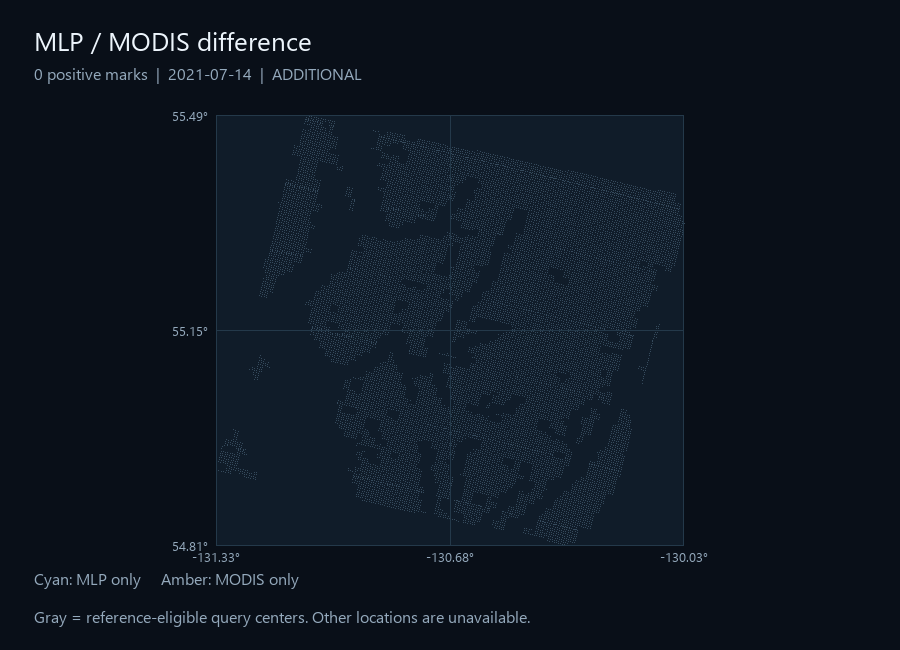 MLP / MODIS difference
0 positive marks | 2021-07-14 | ADDITIONAL
55.49°
55.15°
54.81°
-131.33° -130.68° -130.03°
Cyan: MLP only Amber: MODIS only
Gray = reference-eligible query centers. Other locations are unavailable.